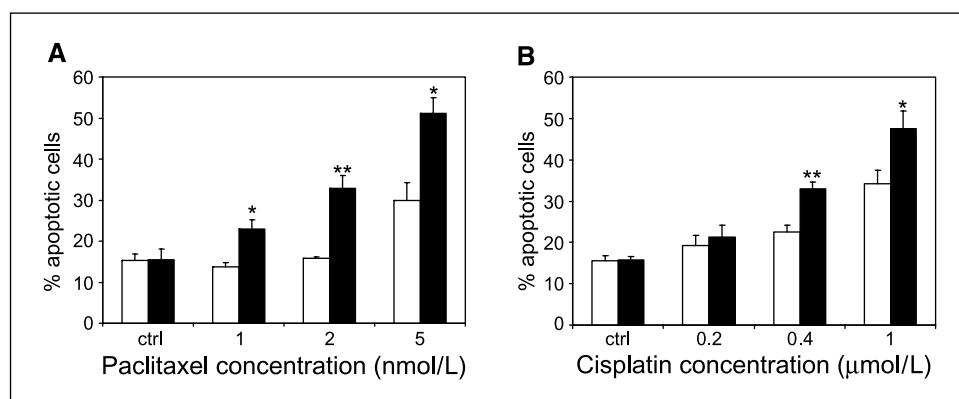 A
60
50
40
30
20
10
0
% apoptotic cells
*
**
*
ctrl 1 2 5
Paclitaxel concentration (nmol/L)
B
60
50
40
30
20
10
0
% apoptotic cells
**
*
ctrl 0.2 0.4 1
Cisplatin concentration (μmol/L)